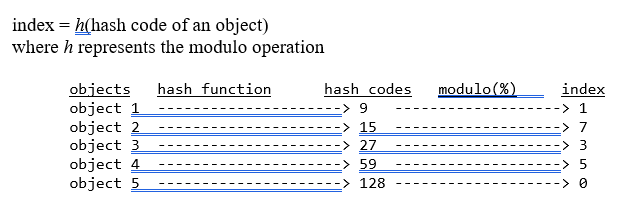 index = h(hash code of an object)
where h represents the modulo operation
objects hash function hash codes modulo(%) index
object 1 --------------------> 9 ------------------> 1
object 2 --------------------> 15 ------------------> 7
object 3 --------------------> 27 ------------------> 3
object 4 --------------------> 59 ------------------> 5
object 5 --------------------> 128 ------------------> 0